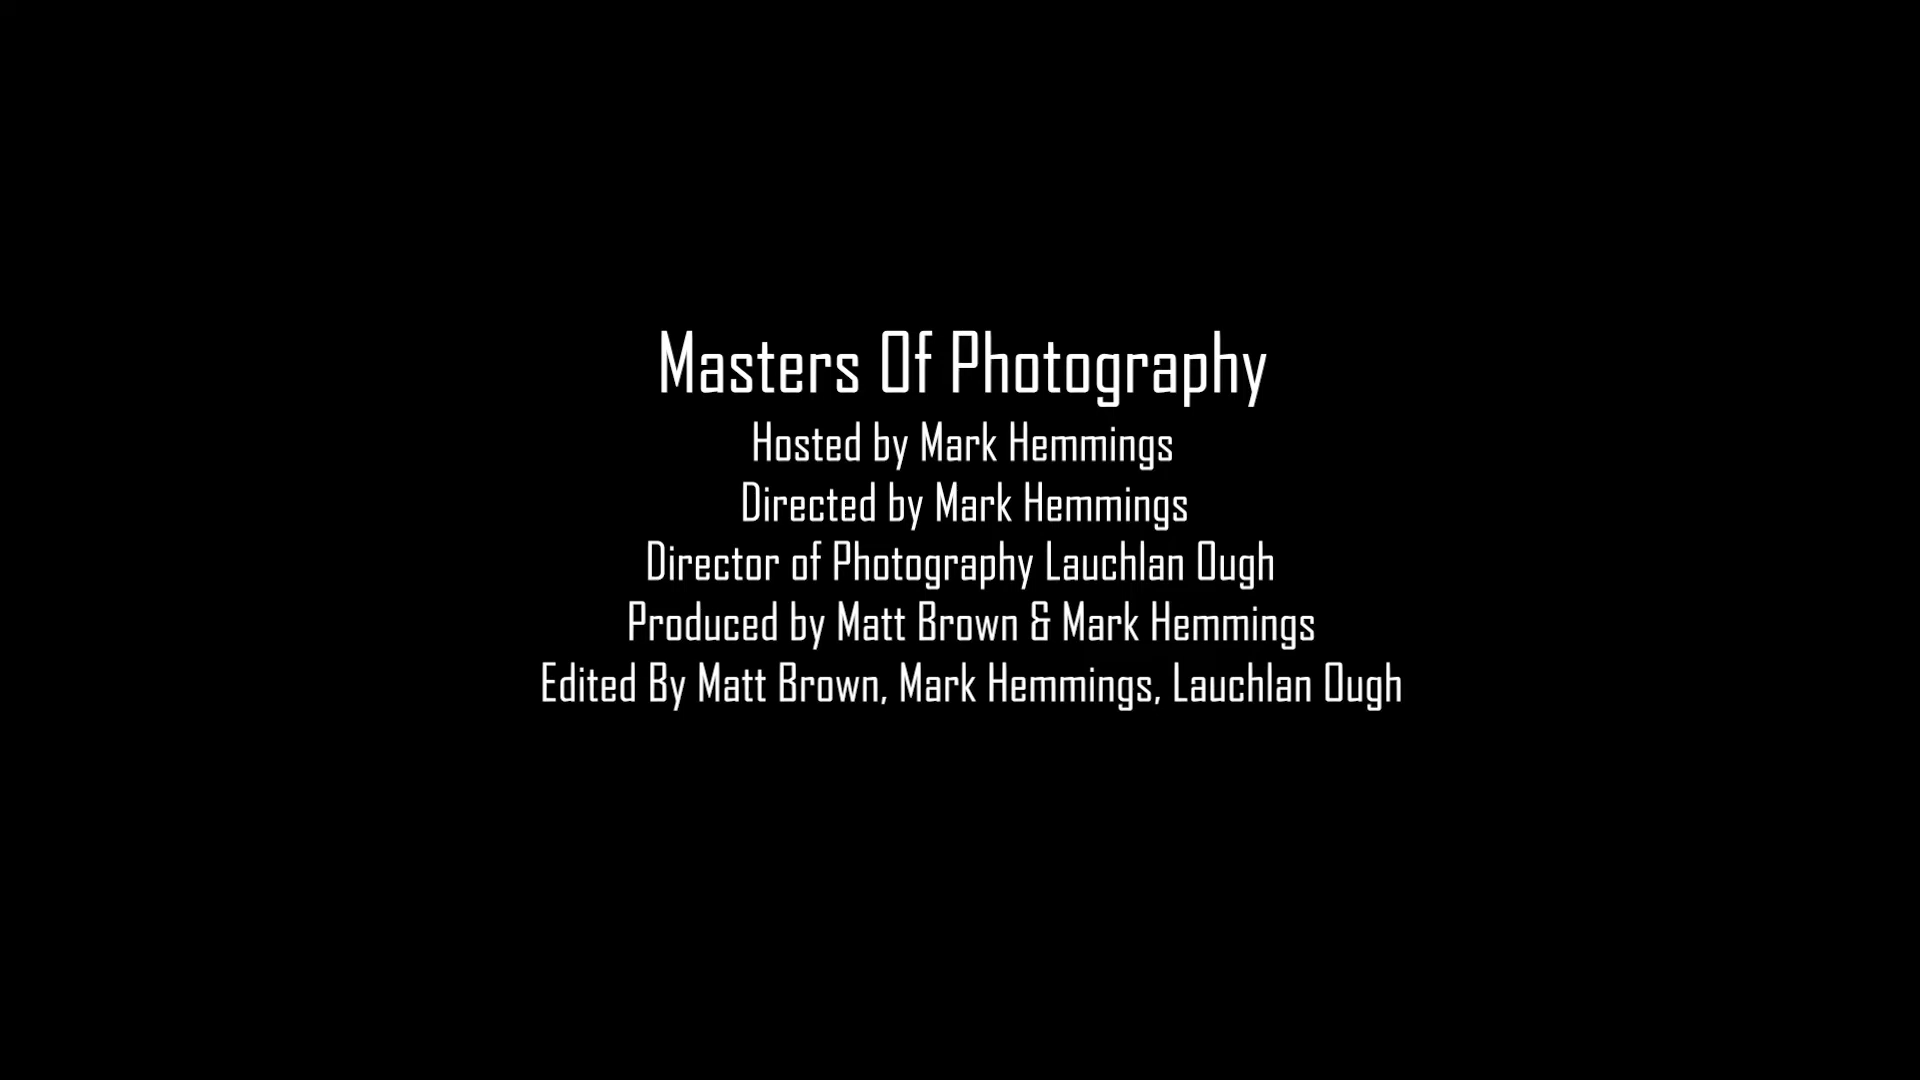 Masters Of Photography
Hosted by Mark Hemmings
Directed by Mark Hemmings
Director of Photography Lauchlan Ough
Produced by Matt Brown & Mark Hemmings
Edited By Matt Brown, Mark Hemmings, Lauchlan Ough